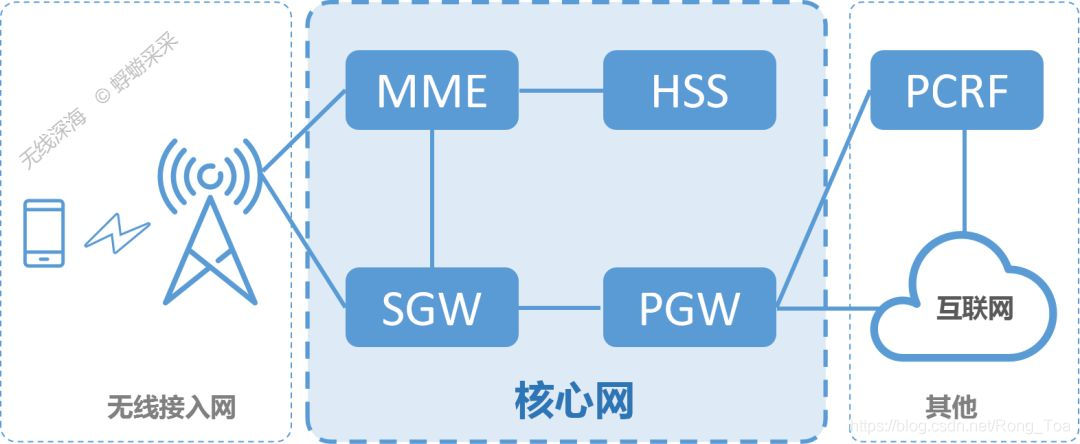 无线深海 © 蜉蝣采采
MME
HSS
PCRF
SGW
PGW
互联网
无线接入网
核心网
其他
https://blog.csdn.net/Rong_Toa